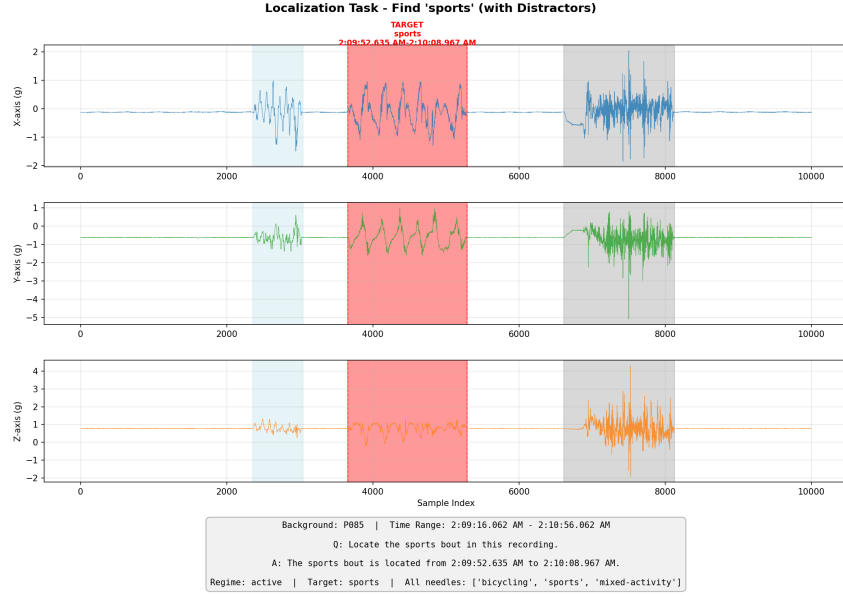 Localization Task - Find 'sports' (with Distractors)
TARGET
sports
2:09:52.635 AM-2:10:08.967 AM
X-axis (g)
2
1
0
−1
−2
0 2000 4000 6000 8000 10000
Y-axis (g)
1
0
−1
−2
−3
−4
−5
0 2000 4000 6000 8000 10000
Z-axis (g)
4
3
2
1
0
−1
−2
0 2000 4000 6000 8000 10000
Sample Index
Background: P085 | Time Range: 2:09:16.062 AM - 2:10:56.062 AM
Q: Locate the sports bout in this recording.
A: The sports bout is located from 2:09:52.635 AM to 2:10:08.967 AM.
Regime: active | Target: sports | All needles: ['bicycling', 'sports', 'mixed-activity']